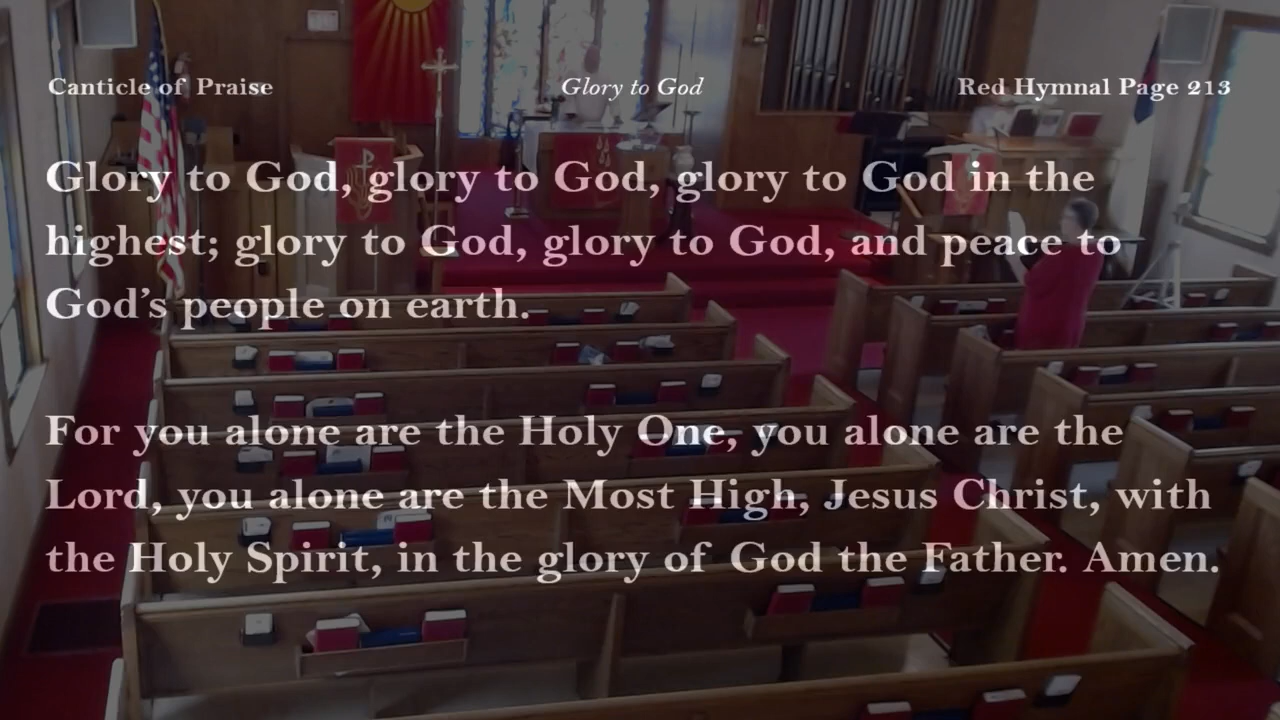 Canticle of Praise Glory to God Red Hymnal Page 213
Glory to God, glory to God, glory to God in the
highest; glory to God, glory to God, and peace to
God’s people on earth.
For you alone are the Holy One, you alone are the
Lord, you alone are the Most High, Jesus Christ, with
the Holy Spirit, in the glory of God the Father. Amen.